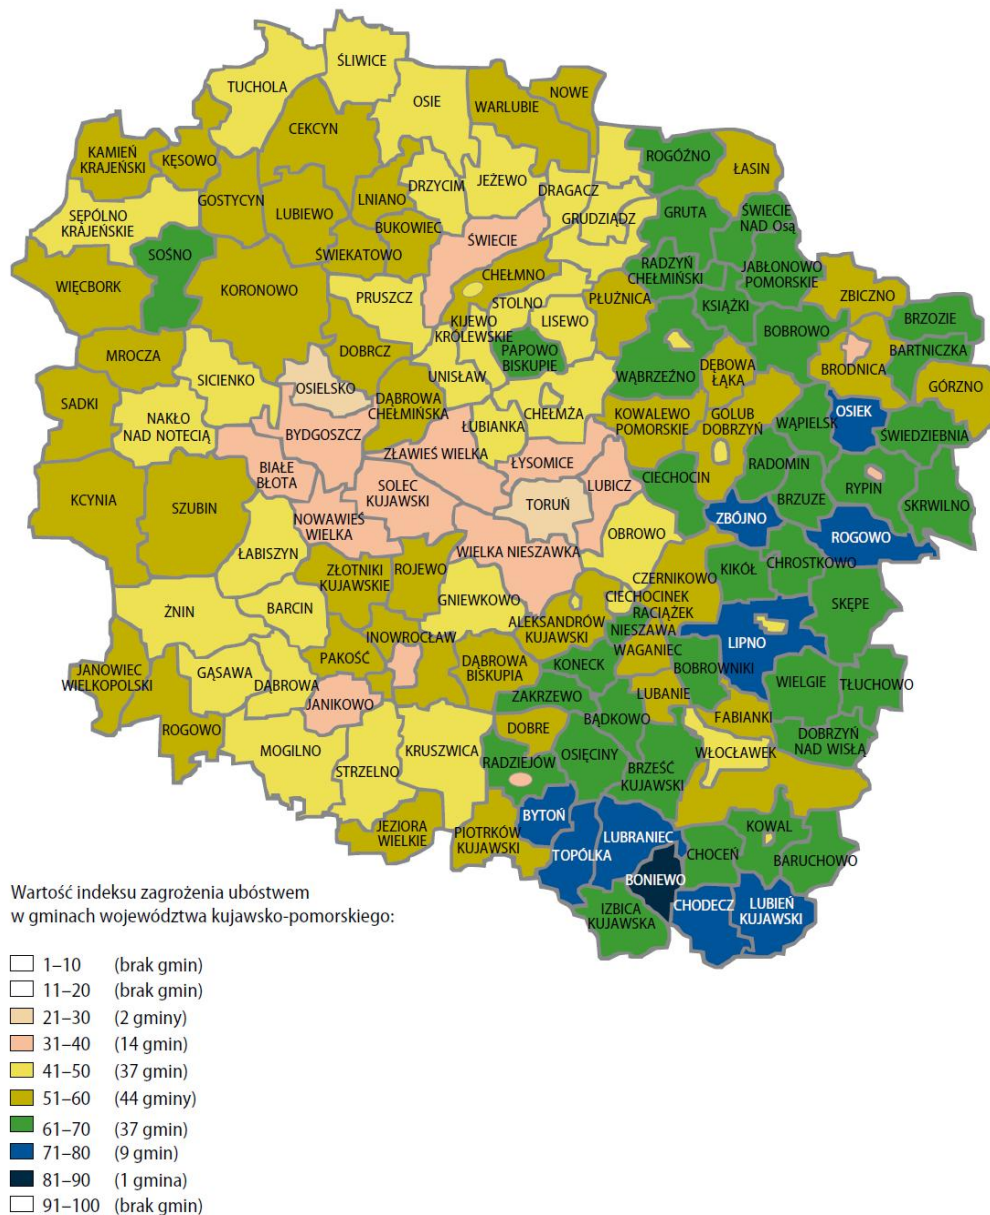 ŚLIWICE
TUCHOLA
OSIE
NOWE
WARLUBIE
CEKCYN
KAMIEŃ
KRAJEŃSKI
KĘSOWO
ROGÓŹNO
ŁASIN
DRZYCIM
JEŻEWO
DRAGACZ
GOSTYCYN
LNIANO
LUBIEWO
SĘPÓLNO
KRAJEŃSKIE
GRUDZIĄDZ
GRUTA
ŚWIECIE
NAD Osą
BUKOWIEC
ŚWIECIE
ŚWIEKATOWO
SOŚNO
RADZYŃ
CHEŁMIŃSKI
JABŁONOWO
POMORSKIE
WIĘCBORK
KORONOWO
CHEŁMNO
PRUSZCZ
STOLNO
PŁUŻNICA
ZBICZNO
KSIĄŻKI
BRZOZIE
KIJEWO
KRÓLEWSKIE
LISEWO
BOBROWO
MROCZA
DOBRCZ
PAPOWO
BISKUPIE
BARTNICZKA
SICIENKO
OSIELSKO
UNISŁAW
WĄBRZEŹNO
DĘBOWA
ŁĄKA
BRODNICA
GÓRZNO
SADKI
DĄBROWA
CHEŁMIŃSKA
CHEŁMŻA
NAKŁO
NAD NOTECIĄ
KOWALEWO
POMORSKIE
GOLUB
DOBRZYŃ
OSIEK
WĄPIELSK
ŚWIEDZIEBNIA
BYDGOSZCZ
ŁUBIANKA
ZŁAWIEŚ WIELKA
ŁYSOMICE
BIAŁE
BŁOTA
RADOMIN
CIECHOCIN
LUBICZ
SOLEC
KUJAWSKI
RYPIN
KCYNIA
SZUBIN
TORUŃ
BRZUZE
SKRWILNO
NOWAWIEŚ
WIELKA
ZBÓJNO
OBROWO
ROGOWO
ŁABISZYN
WIELKA NIESZAWKA
KIKÓŁ
CHROSTKOWO
ZŁOTNIKI
KUJAWSKIE
ROJEWO
CZERNIKOWO
ŻNIN
BARCIN
GNIEWKOWO
CIECHOCINEK
RACIĄŻEK
SKĘPE
ALEKSANDRÓW
KUJAWSKI
NIESZAWA
INOWROCŁAW
LIPNO
WAGANIEC
PAKOŚĆ
JANOWIEC
WIELKOPOLSKI
GĄSAWA
DĄBROWA
DĄBROWA
BISKUPIA
KONECK
BOBROWNIKI
WIELGIE
TŁUCHOWO
JANIKOWO
ZAKRZEWO
LUBANIE
BĄDKOWO
FABIANKI
ROGOWO
DOBRE
MOGILNO
KRUSZWICA
OSIĘCINY
DOBRZYŃ
NAD WISŁĄ
WŁOCŁAWEK
STRZELNO
RADZIEJÓW
BRZEŚĆ
KUJAWSKI
BYTOŃ
JEZIORA
WIELKIE
PIOTRKÓW
KUJAWSKI
LUBRANIEC
KOWAL
CHOCEŃ
TOPÓLKA
BARUCHOWO
BONIEWO
IZBICA
KUJAWSKA
CHODECZ
LUBIEŃ
KUJAWSKI
Wartość indeksu zagrożenia ubóstwem
w gminach województwa kujawsko-pomorskiego:
1–10 (brak gmin)
11–20 (brak gmin)
21–30 (2 gminy)
31–40 (14 gmin)
41–50 (37 gmin)
51–60 (44 gminy)
61–70 (37 gmin)
71–80 (9 gmin)
81–90 (1 gmina)
91–100 (brak gmin)